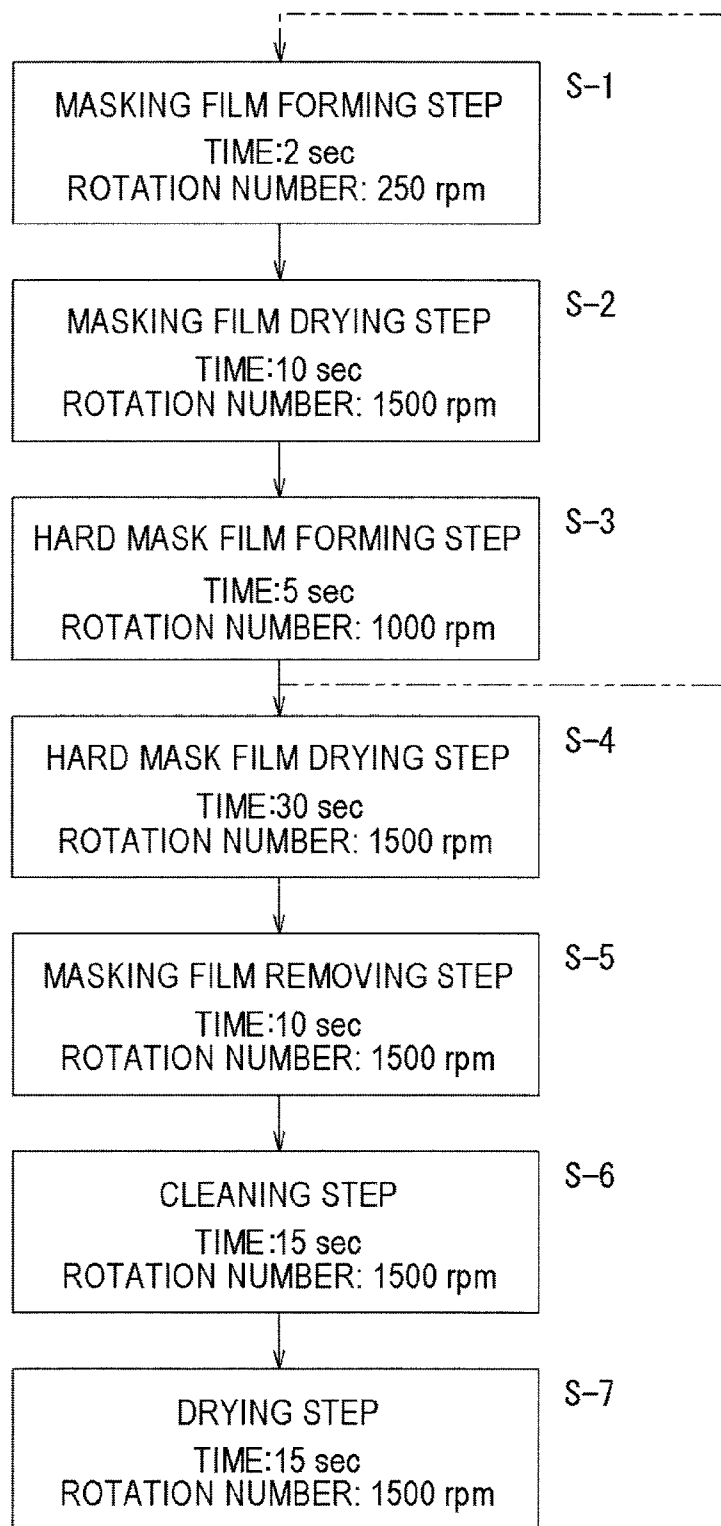 S-1
MASKING FILM FORMING STEP
TIME:2 sec
ROTATION NUMBER: 250 rpm
S-2
MASKING FILM DRYING STEP
TIME:10 sec
ROTATION NUMBER: 1500 rpm
S-3
HARD MASK FILM FORMING STEP
TIME:5 sec
ROTATION NUMBER: 1000 rpm
S-4
HARD MASK FILM DRYING STEP
TIME:30 sec
ROTATION NUMBER: 1500 rpm
S-5
MASKING FILM REMOVING STEP
TIME:10 sec
ROTATION NUMBER: 1500 rpm
S-6
CLEANING STEP
TIME:15 sec
ROTATION NUMBER: 1500 rpm
S-7
DRYING STEP
TIME:15 sec
ROTATION NUMBER: 1500 rpm